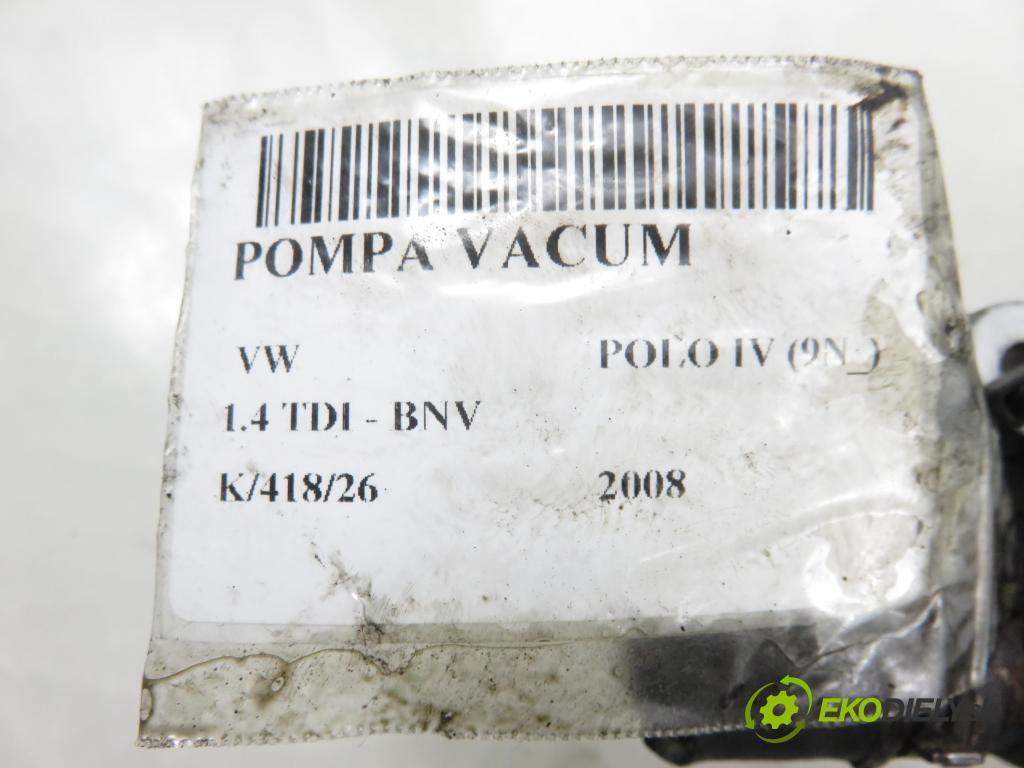 POMPA VACUM
VW POLO IV (9N_)
1.4 TDI - BNV
K/418/26 2008
EKODIELY